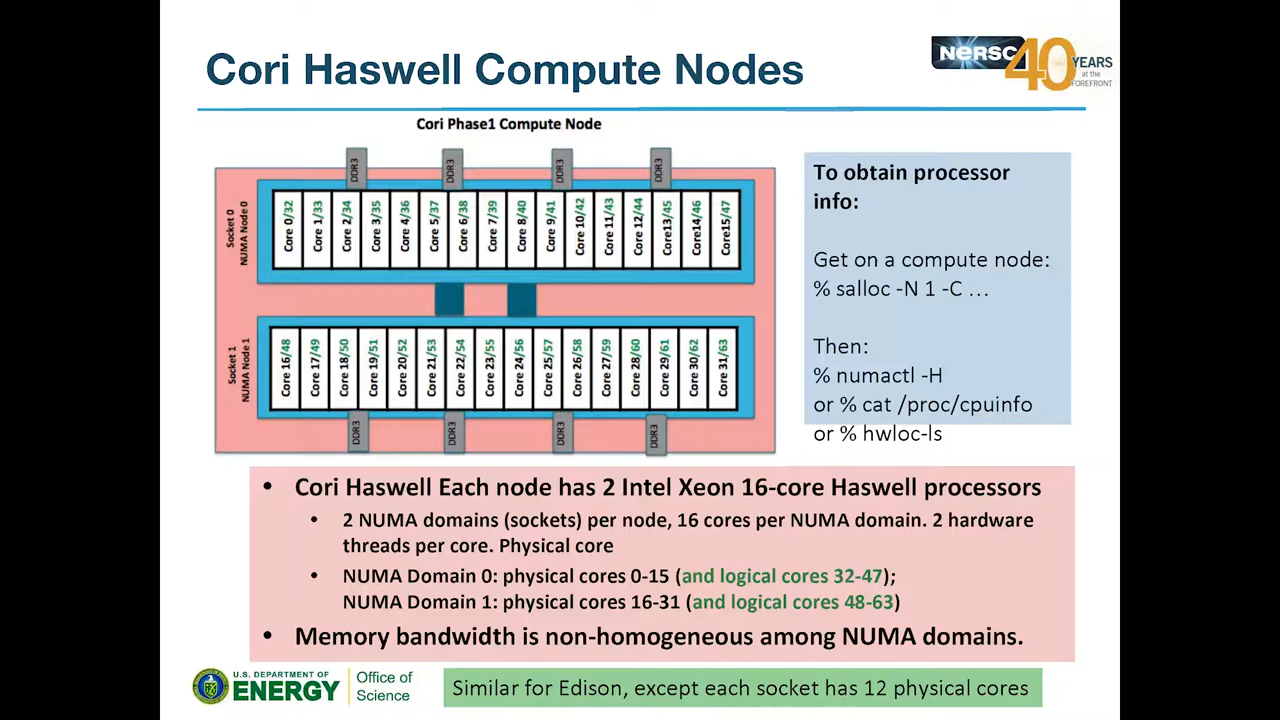 Cori Haswell Compute Nodes
NERSC
40 YEARS
at the
FOREFRONT
Cori Phase1 Compute Node
DDR3
DDR3
DDR3
DDR3
Socket 0
NUMA Node 0
Core 0/32
Core 1/33
Core 2/34
Core 3/35
Core 4/36
Core 5/37
Core 6/38
Core 7/39
Core 8/40
Core 9/41
Core 10/42
Core 11/43
Core 12/44
Core13/45
Core14/46
Core15/47
Socket 1
NUMA Node 1
Core 16/48
Core 17/49
Core 18/50
Core 19/51
Core 20/52
Core 21/53
Core 22/54
Core 23/55
Core 24/56
Core 25/57
Core 26/58
Core 27/59
Core 28/60
Core 29/61
Core 30/62
Core 31/63
DDR3
DDR3
DDR3
DDR3
To obtain processor
info:
Get on a compute node:
% salloc -N 1 -C …
Then:
% numactl -H
or % cat /proc/cpuinfo
or % hwloc-ls
• Cori Haswell Each node has 2 Intel Xeon 16-core Haswell processors
• 2 NUMA domains (sockets) per node, 16 cores per NUMA domain. 2 hardware
threads per core. Physical core
• NUMA Domain 0: physical cores 0-15 (and logical cores 32-47);
NUMA Domain 1: physical cores 16-31 (and logical cores 48-63)
• Memory bandwidth is non-homogeneous among NUMA domains.
U.S. DEPARTMENT OF
ENERGY
Office of
Science
Similar for Edison, except each socket has 12 physical cores